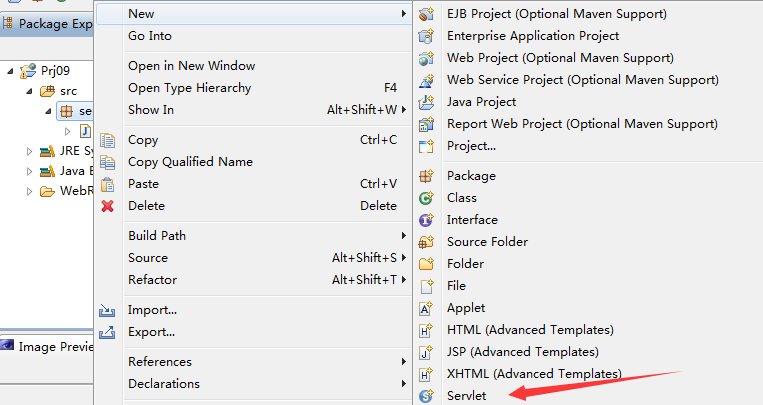 Package Exp
Prj09
src
se
J
JRE Sy
Java E
WebR
Image Previe
New
Go Into
Open in New Window
Open Type Hierarchy F4
Show In Alt+Shift+W
Copy Ctrl+C
Copy Qualified Name
Paste Ctrl+V
Delete Delete
Build Path
Source Alt+Shift+S
Refactor Alt+Shift+T
Import...
Export...
References
Declarations
EJB Project (Optional Maven Support)
Enterprise Application Project
Web Project (Optional Maven Support)
Web Service Project (Optional Maven Support)
Java Project
Report Web Project (Optional Maven Support)
Project...
Package
Class
Interface
Source Folder
Folder
File
Applet
HTML (Advanced Templates)
JSP (Advanced Templates)
XHTML (Advanced Templates)
Servlet